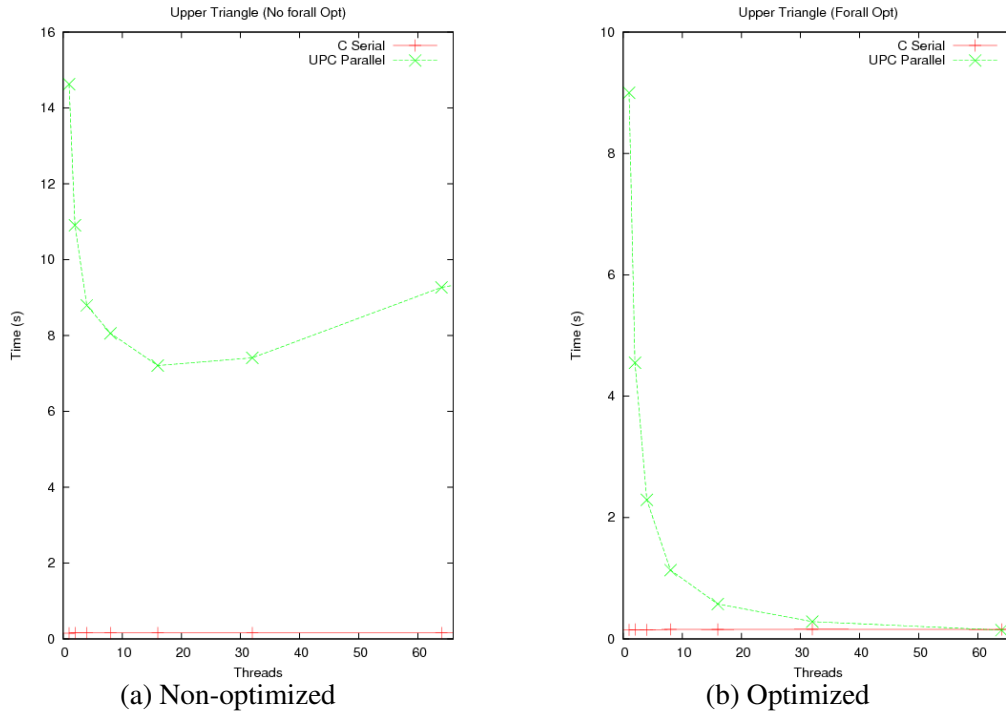 Upper Triangle (No forall Opt)
16
14
12
10
8
6
4
2
0
Time (s)
C Serial
UPC Parallel
0 10 20 30 40 50 60
Threads
(a) Non-optimized
Upper Triangle (Forall Opt)
10
8
6
4
2
0
Time (s)
C Serial
UPC Parallel
0 10 20 30 40 50 60
Threads
(b) Optimized